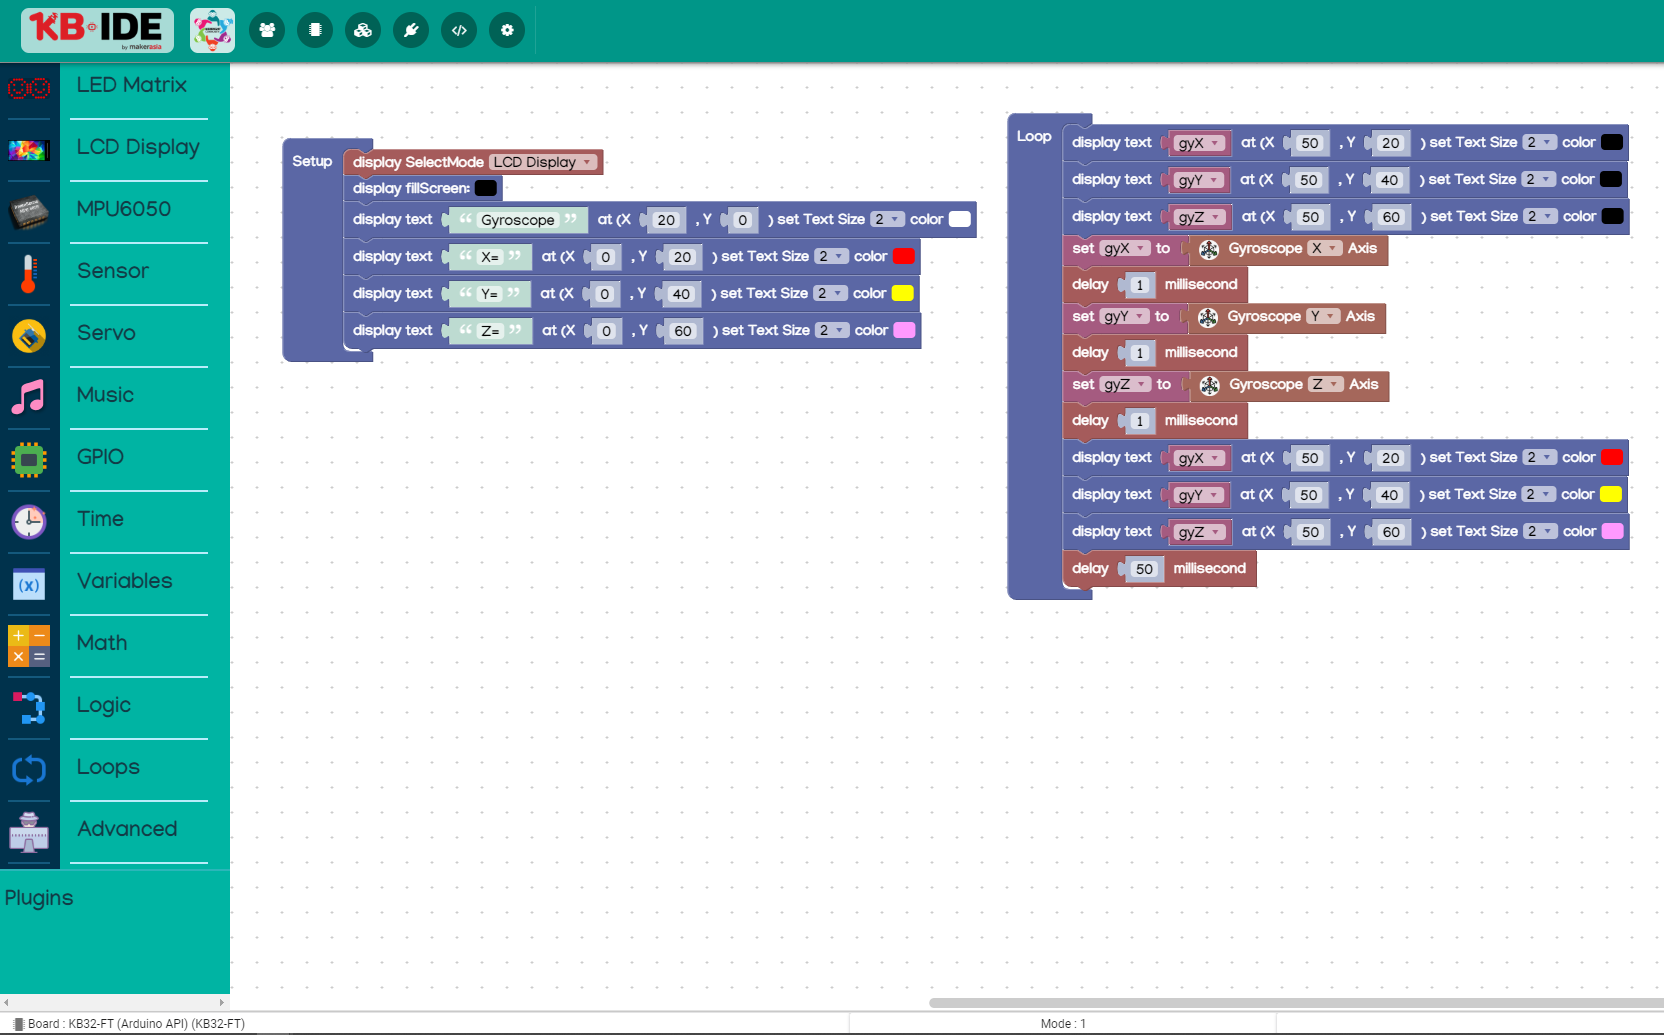 KB-IDE
by makerasia
LED Matrix
LCD Display
MPU6050
Sensor
Servo
Music
GPIO
Time
Variables
Math
Logic
Loops
Advanced
Plugins
Setup
display SelectMode LCD Display
display fillScreen:
display text “ Gyroscope ” at (X 20 , Y 0 ) set Text Size 2 color
display text “ X= ” at (X 0 , Y 20 ) set Text Size 2 color
display text “ Y= ” at (X 0 , Y 40 ) set Text Size 2 color
display text “ Z= ” at (X 0 , Y 60 ) set Text Size 2 color
Loop
display text gyX at (X 50 , Y 20 ) set Text Size 2 color
display text gyY at (X 50 , Y 40 ) set Text Size 2 color
display text gyZ at (X 50 , Y 60 ) set Text Size 2 color
set gyX to Gyroscope X Axis
delay 1 millisecond
set gyY to Gyroscope Y Axis
delay 1 millisecond
set gyZ to Gyroscope Z Axis
delay 1 millisecond
display text gyX at (X 50 , Y 20 ) set Text Size 2 color
display text gyY at (X 50 , Y 40 ) set Text Size 2 color
display text gyZ at (X 50 , Y 60 ) set Text Size 2 color
delay 50 millisecond
Board : KB32-FT (Arduino API) (KB32-FT)
Mode : 1